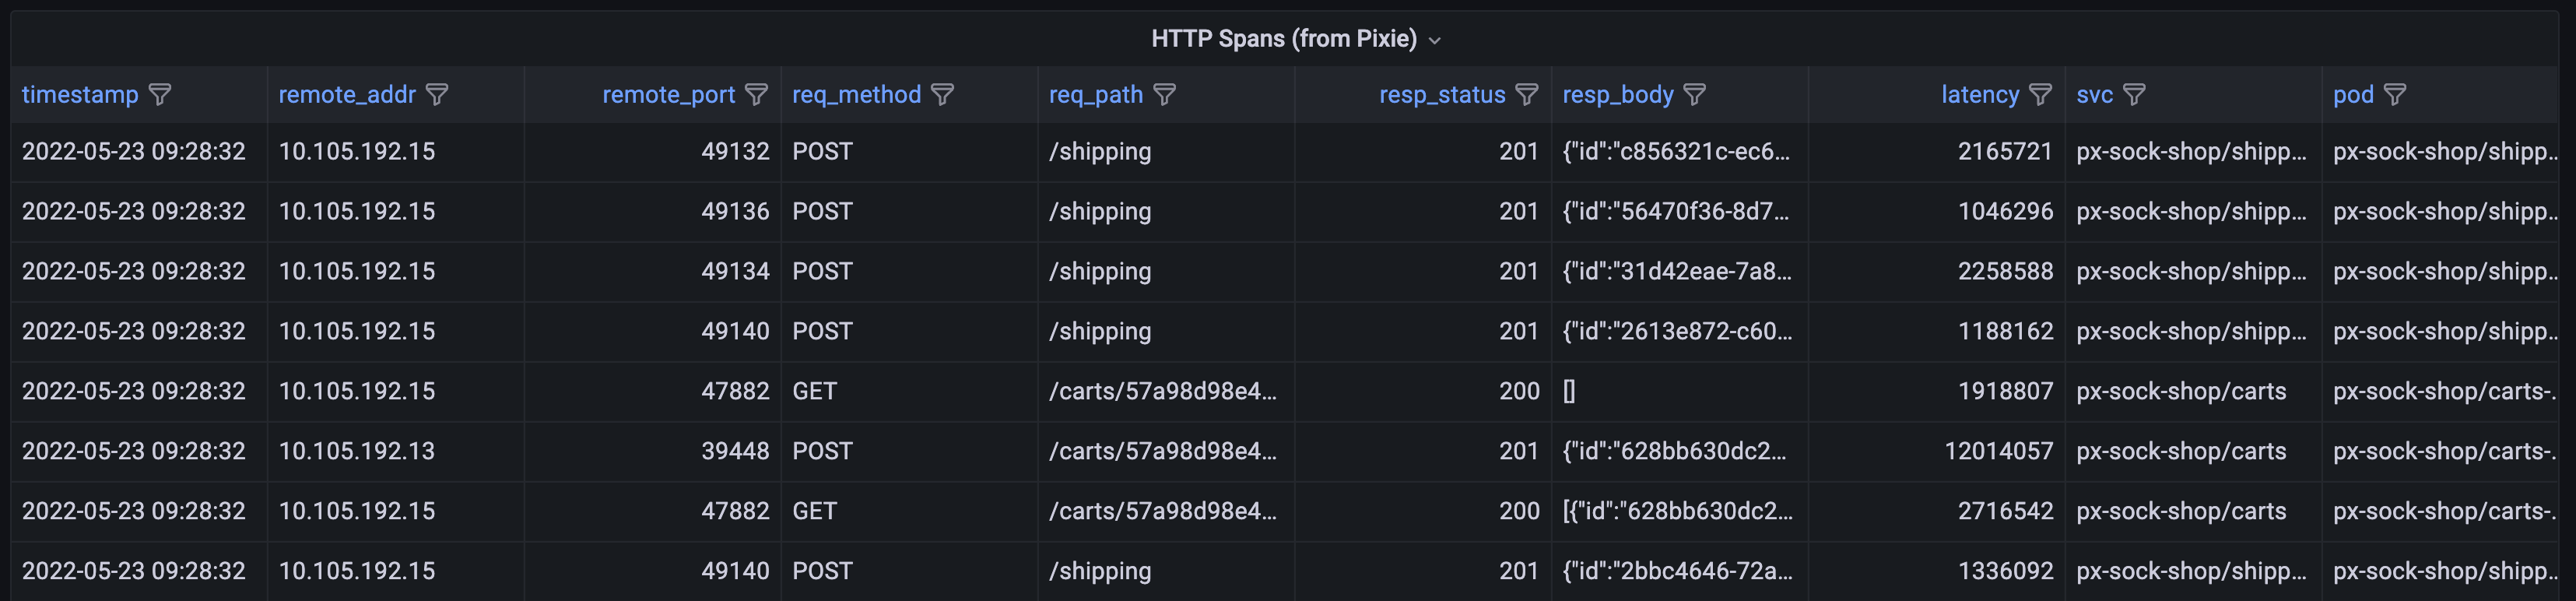 HTTP Spans (from Pixie)
timestamp remote_addr remote_port req_method req_path resp_status resp_body latency svc pod
2022-05-23 09:28:32 10.105.192.15 49132 POST /shipping 201 {"id":"c856321c-ec6... 2165721 px-sock-shop/shipp... px-sock-shop/shipp..
2022-05-23 09:28:32 10.105.192.15 49136 POST /shipping 201 {"id":"56470f36-8d7... 1046296 px-sock-shop/shipp... px-sock-shop/shipp..
2022-05-23 09:28:32 10.105.192.15 49134 POST /shipping 201 {"id":"31d42eae-7a8... 2258588 px-sock-shop/shipp... px-sock-shop/shipp..
2022-05-23 09:28:32 10.105.192.15 49140 POST /shipping 201 {"id":"2613e872-c60... 1188162 px-sock-shop/shipp... px-sock-shop/shipp..
2022-05-23 09:28:32 10.105.192.15 47882 GET /carts/57a98d98e4... 200 [] 1918807 px-sock-shop/carts px-sock-shop/carts-.
2022-05-23 09:28:32 10.105.192.13 39448 POST /carts/57a98d98e4... 201 {"id":"628bb630dc2... 12014057 px-sock-shop/carts px-sock-shop/carts-.
2022-05-23 09:28:32 10.105.192.15 47882 GET /carts/57a98d98e4... 200 [{"id":"628bb630dc2... 2716542 px-sock-shop/carts px-sock-shop/carts-.
2022-05-23 09:28:32 10.105.192.15 49140 POST /shipping 201 {"id":"2bbc4646-72a... 1336092 px-sock-shop/shipp... px-sock-shop/shipp..